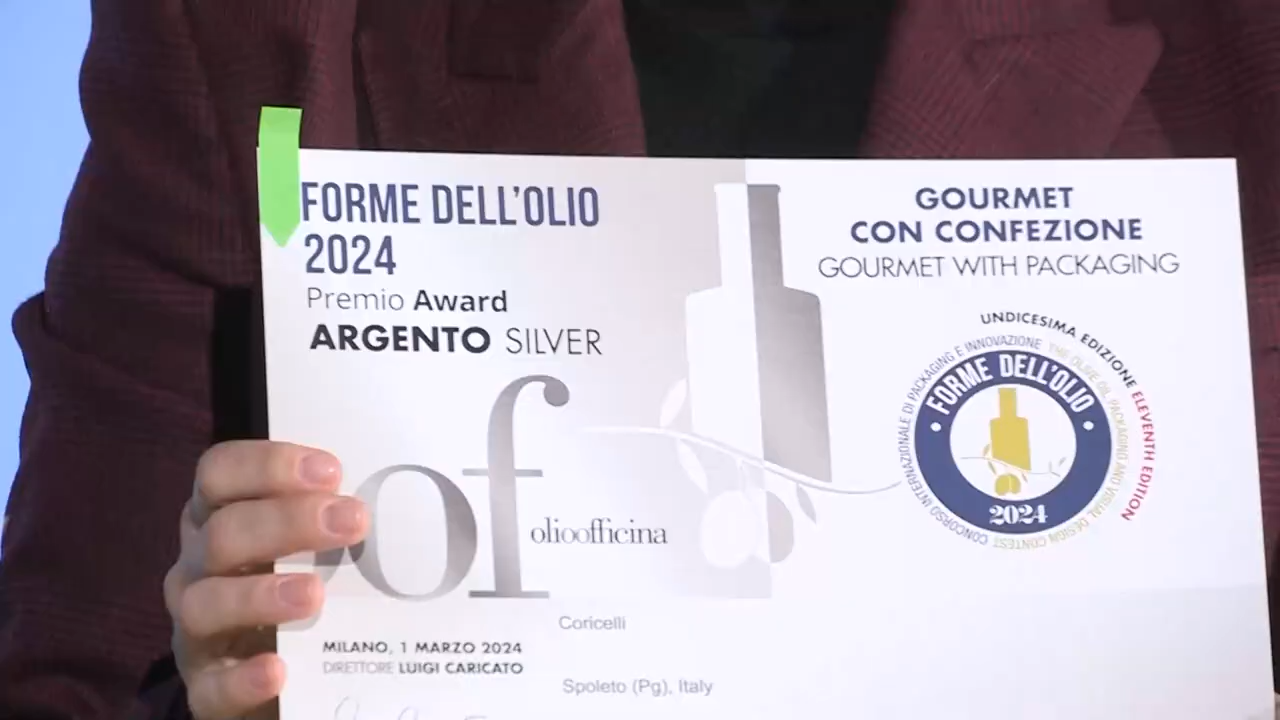 FORME DELL'OLIO
2024
Premio Award
ARGENTO SILVER
of
olioofficina
Coricelli
MILANO, 1 MARZO 2024
DIRETTORE LUIGI CARICATO
Spoleto (Pg), Italy
GOURMET
CON CONFEZIONE
GOURMET WITH PACKAGING
UNDICESIMA EDIZIONE ELEVENTH EDITION
CONCORSO INTERNAZIONALE DI PACKAGING E INNOVAZIONE THE OLIVE OIL PACKAGING AND VISUAL DESIGN CONTEST
FORME DELL'OLIO
2024